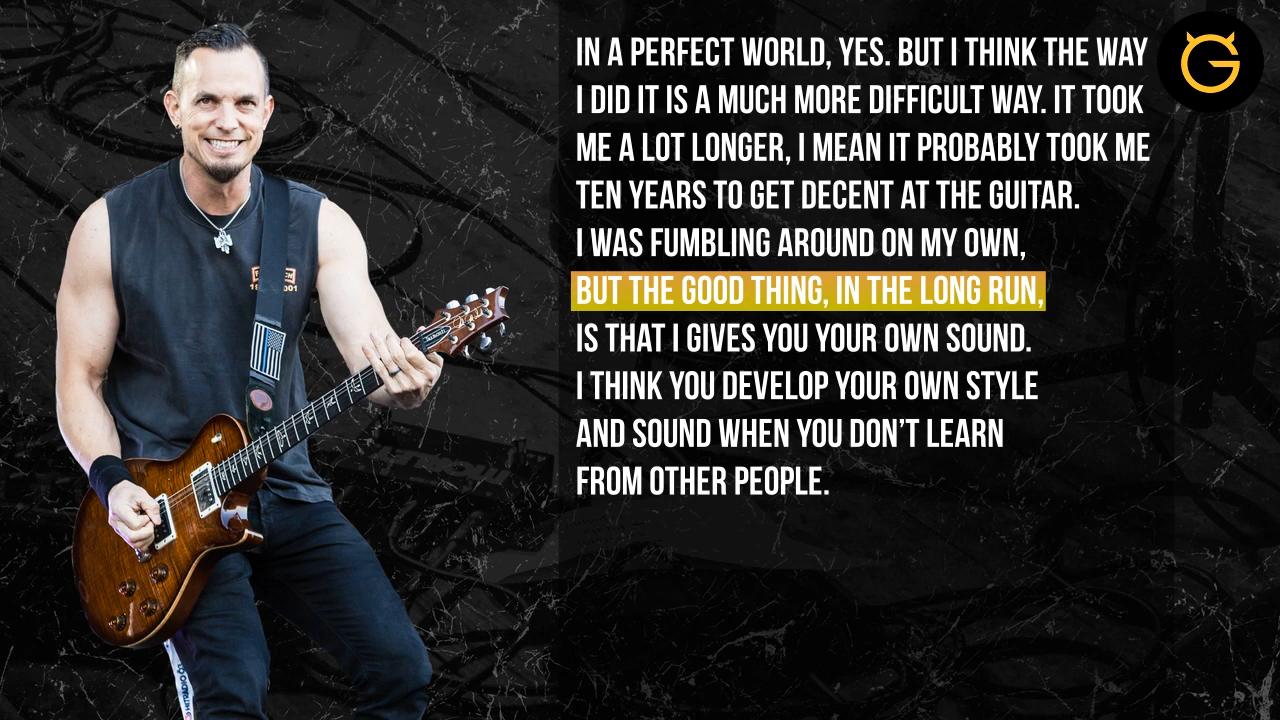 IN A PERFECT WORLD, YES. BUT I THINK THE WAY
I DID IT IS A MUCH MORE DIFFICULT WAY. IT TOOK
ME A LOT LONGER, I MEAN IT PROBABLY TOOK ME
TEN YEARS TO GET DECENT AT THE GUITAR.
I WAS FUMBLING AROUND ON MY OWN,
BUT THE GOOD THING, IN THE LONG RUN,
IS THAT I GIVES YOU YOUR OWN SOUND.
I THINK YOU DEVELOP YOUR OWN STYLE
AND SOUND WHEN YOU DON’T LEARN
FROM OTHER PEOPLE.
G